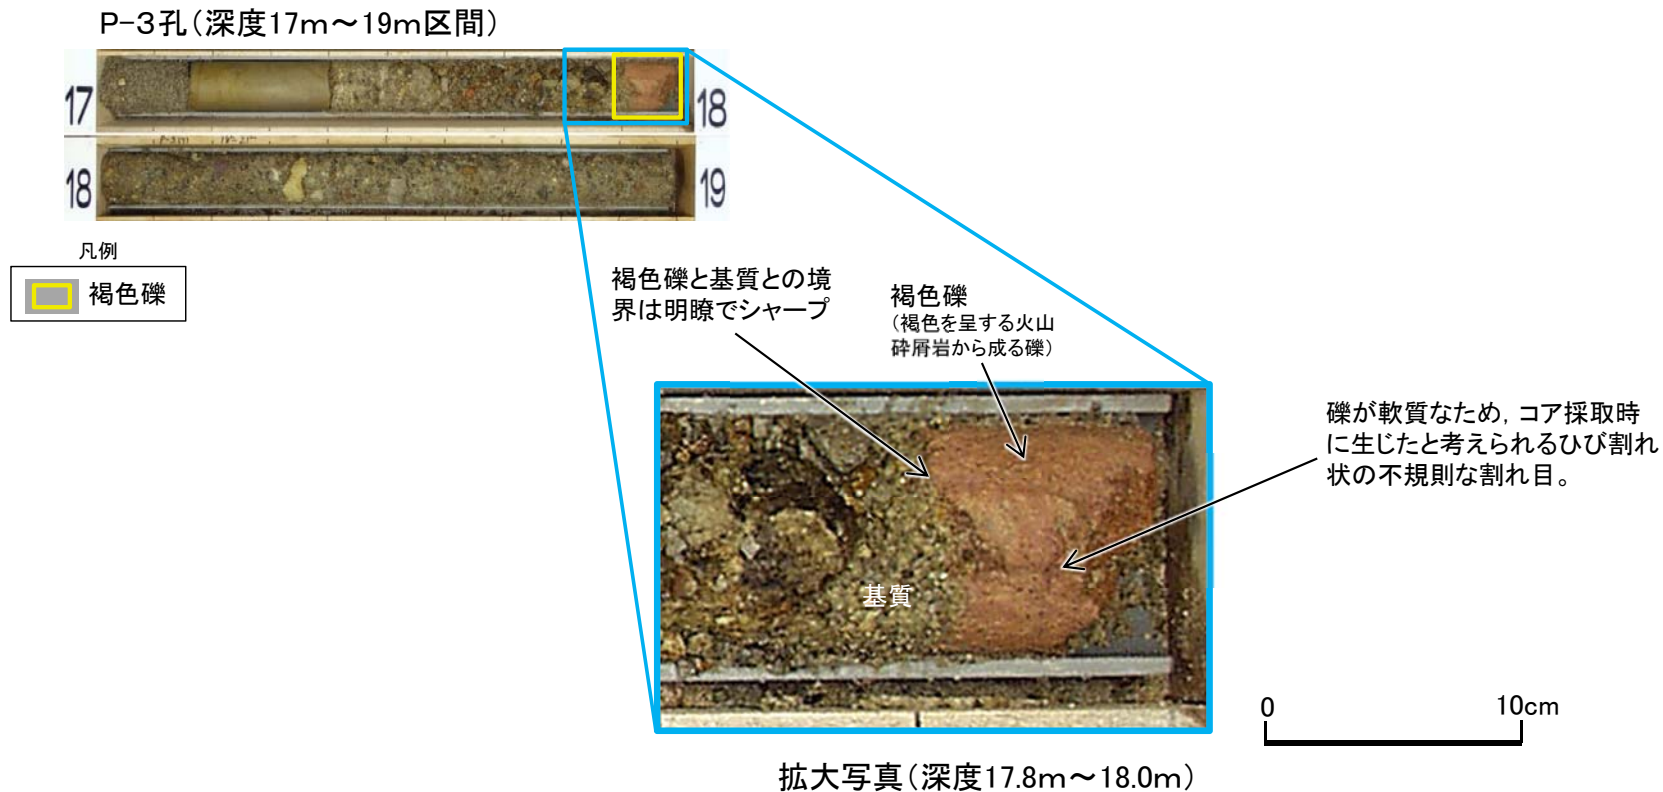 P-3孔(深度17m~19m区間)
17
18
18
19
凡例
褐色礫
褐色礫と基質との境
界は明瞭でシャープ
褐色礫
(褐色を呈する火山
砕屑岩から成る礫)
礫が軟質なため,コア採取時
に生じたと考えられるひび割れ
状の不規則な割れ目。
基質
0
10cm
拡大写真(深度17.8m~18.0m)